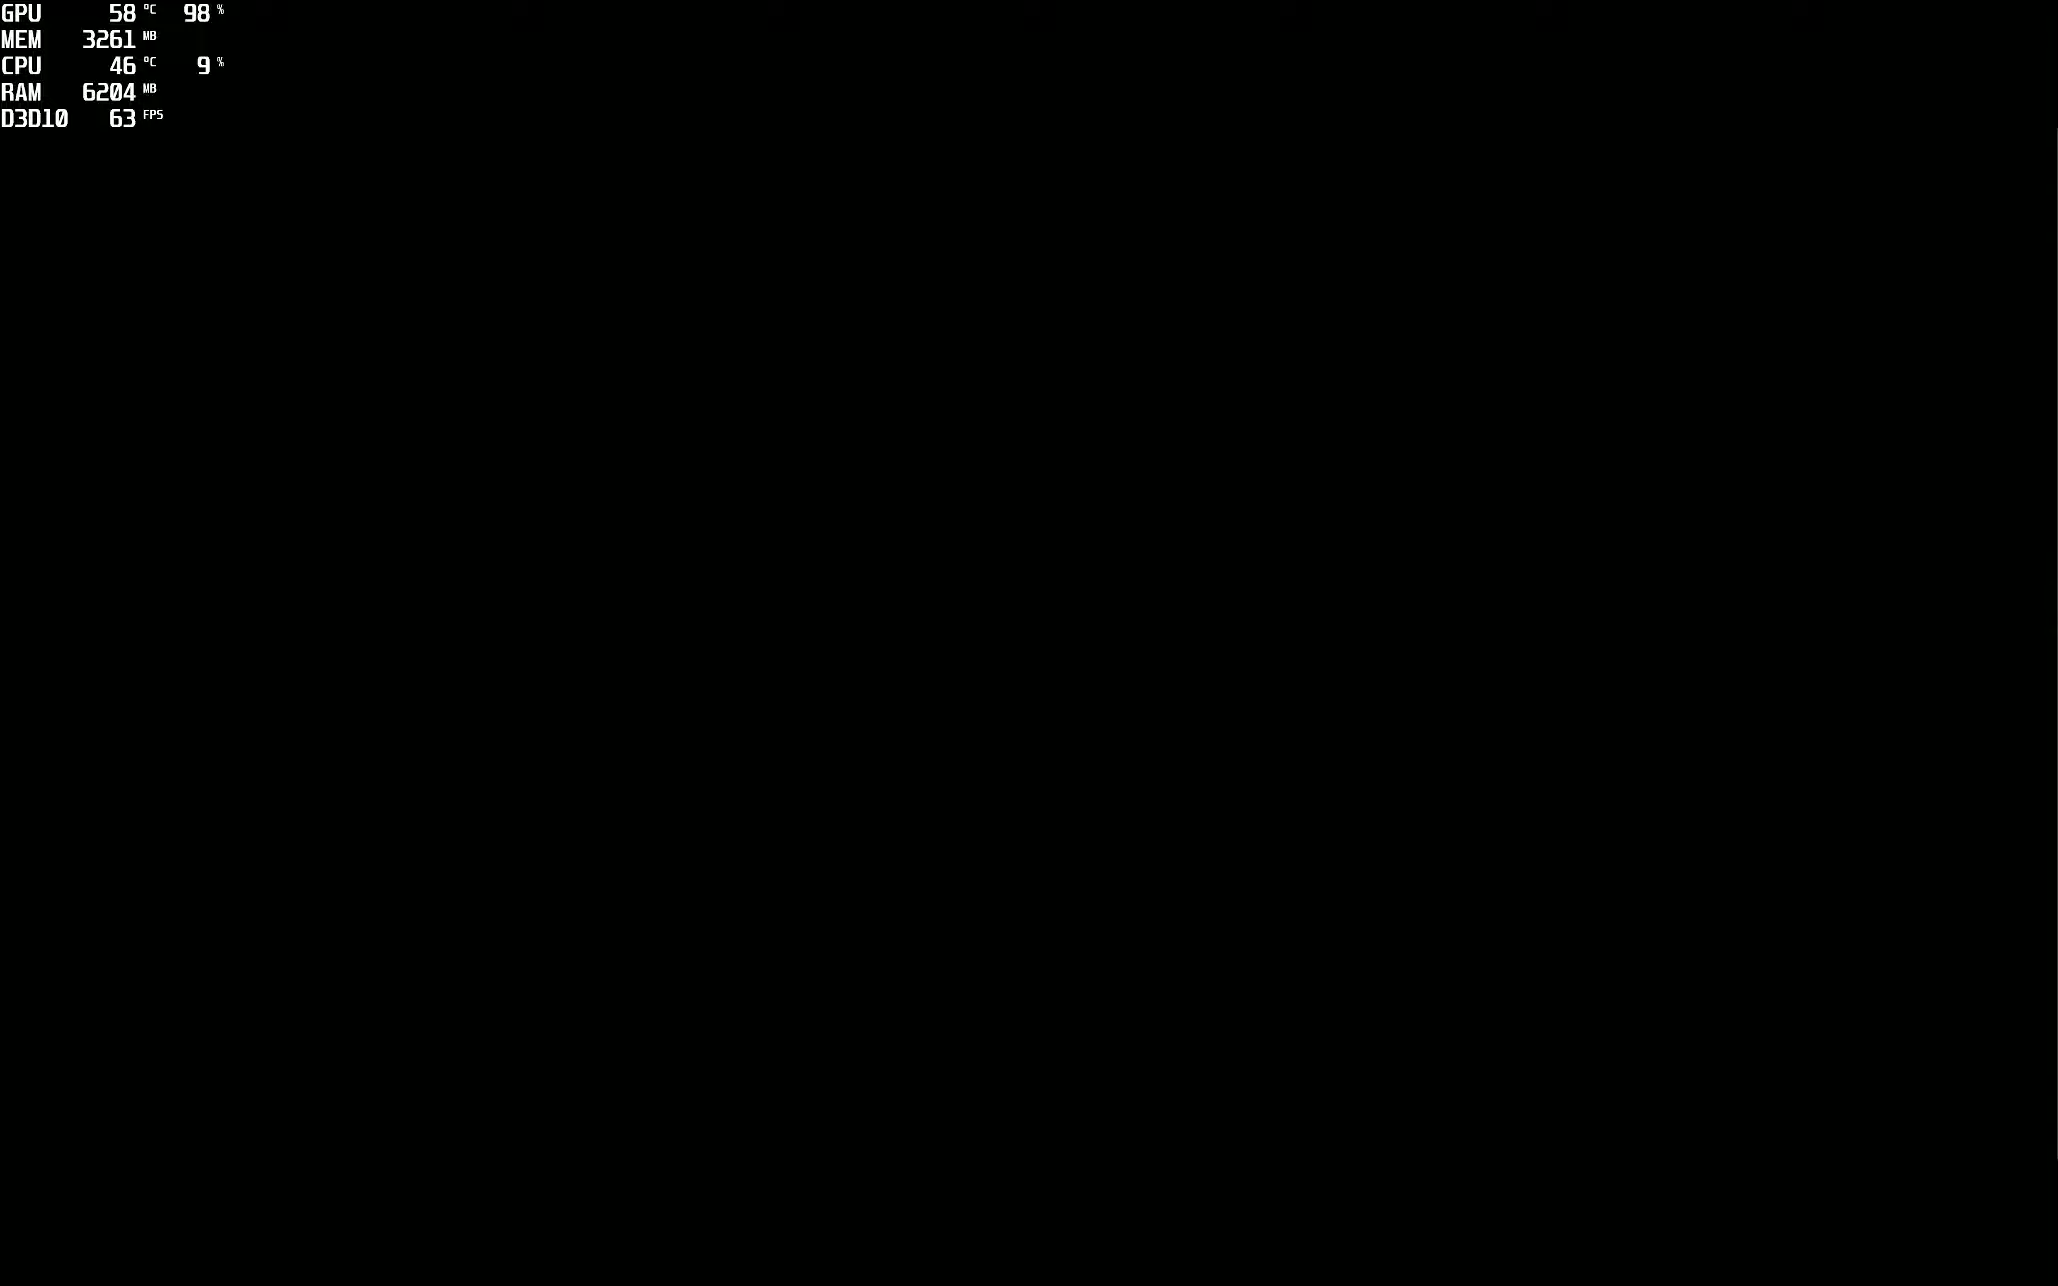 GPU 58 °C 98 %
MEM 3261 MB
CPU 46 °C 9 %
RAM 6204 MB
D3D10 63 FPS